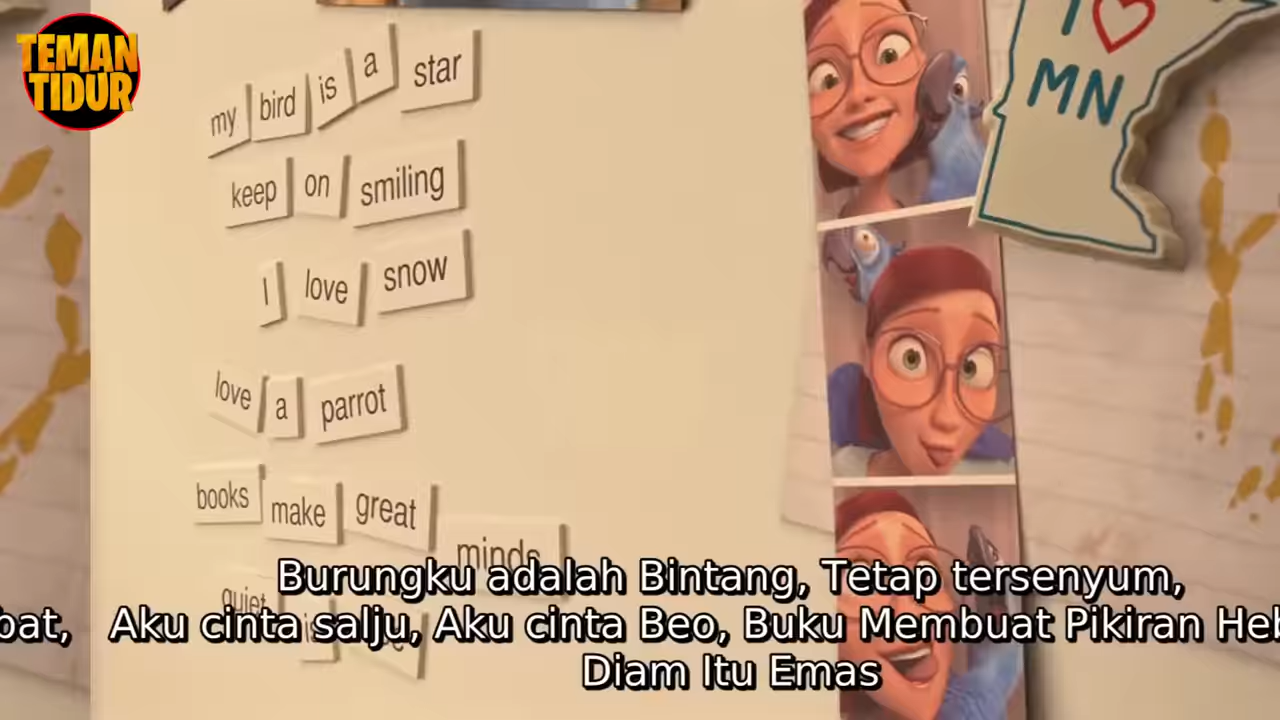 TEMAN
TIDUR
my bird is a star
keep on smiling
I love snow
love a parrot
books make great minds
quiet
I
MN
Burungku adalah Bintang, Tetap tersenyum,
Aku cinta salju, Aku cinta Beo, Buku Membuat Pikiran
Diam Itu Emas